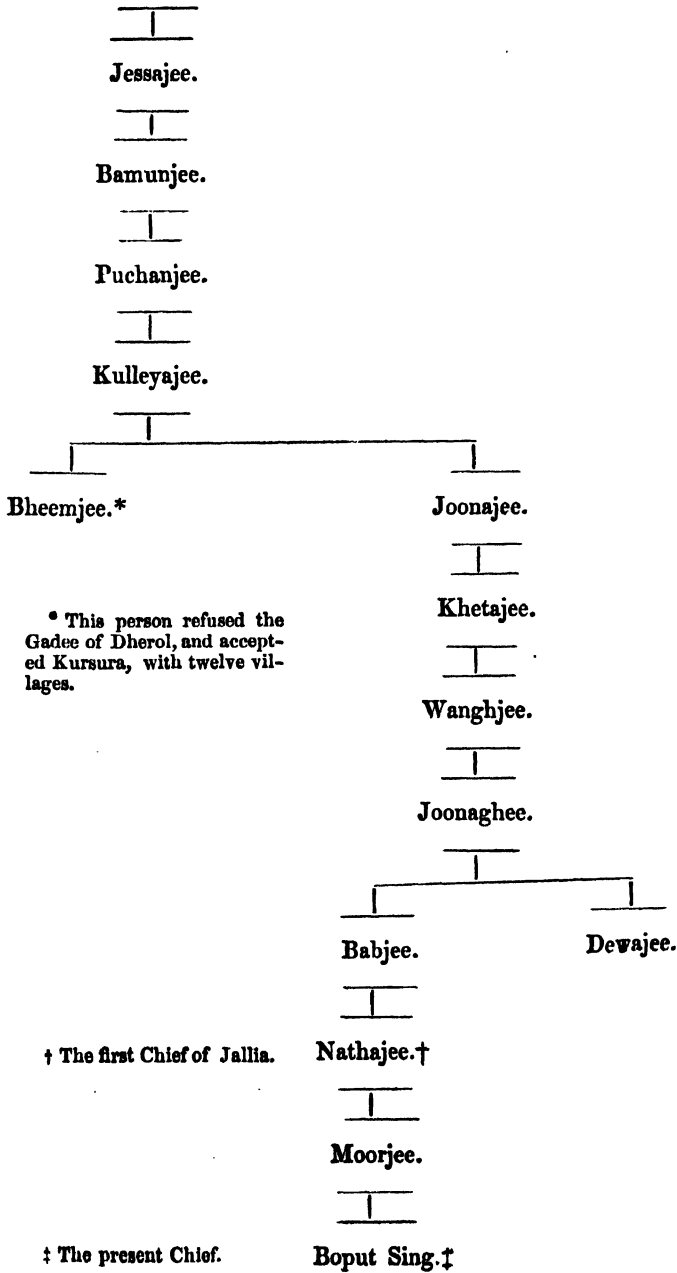 Jessajee.
Bamunjee.
Puchanjee.
Kulleyajee.
Bheemjee.* Joonajee.
Khetajee.
* This person refused the
Gadee of Dherol, and accept-
ed Kursura, with twelve vil-
lages.
Wanghjee.
Joonaghee.
Babjee. Dewajee.
† The first Chief of Jallia. Nathajee.†
Moorjee.
‡ The present Chief. Boput Sing.‡